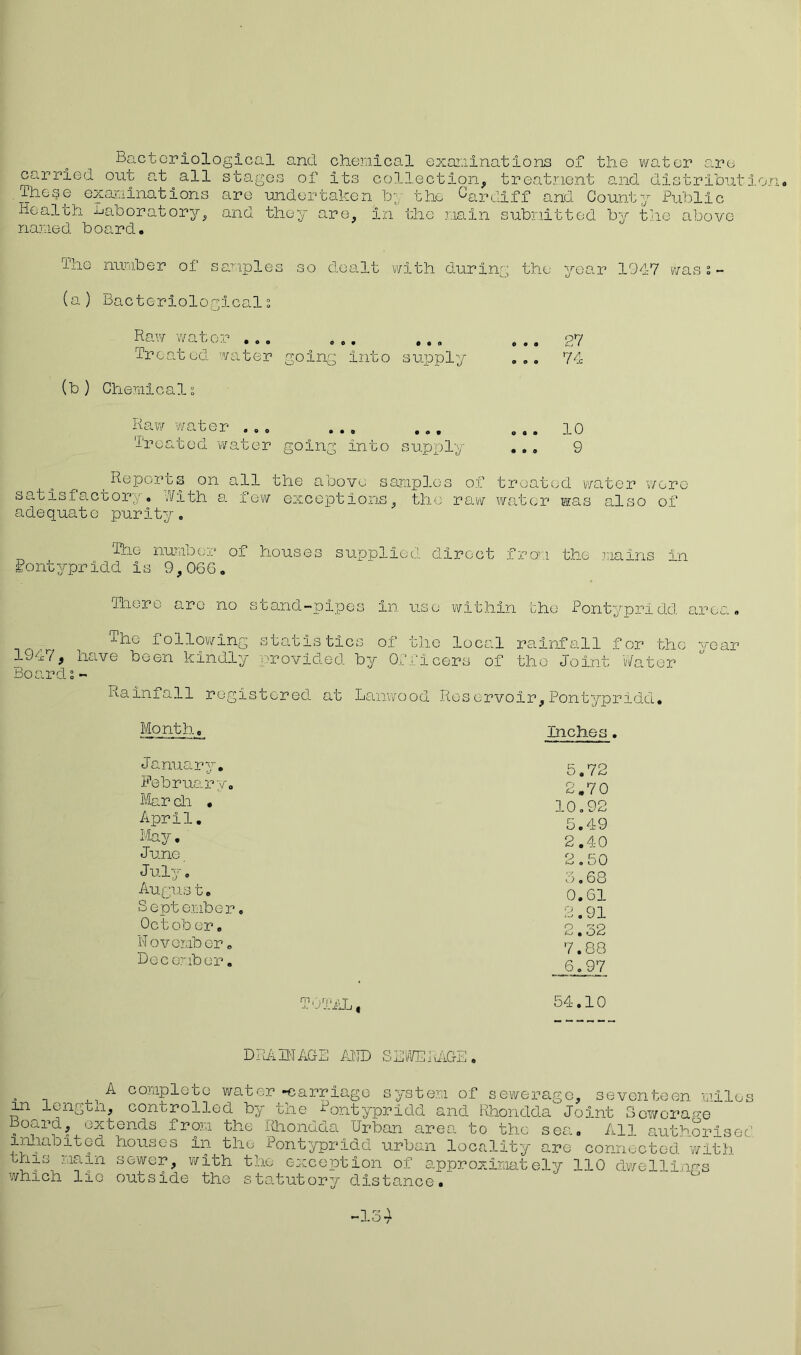 Bacteriological and chemical examinations of the water are
carried out at all stages of its collection, treatment and distribution.
These examinations are undertaken by the Cardiff and County Public
Health Laboratory, and they are, in the main submitted by the above
named board.
The number of samples so dealt with during the year 1947 was:-
(a) Bacteriological:
Raw water ... ... ... ... 27
Treated water going into supply ... 74
(b) Chemical:
Raw water ... ... ... ... 10
Treated water going into supply ... 9
Reports on all the above samples of treated water were
satisfactory. With a few exceptions, the raw water was also of
adequate purity.
The number of houses supplied direct from the mains in
Pontypridd is 9,066.
There are no stand-pipes in use within the Pontypridd area.
The following statistics of the local rainfall for the year
1947, have been kindly provided by Officers of the Joint Water
Board:-
Rainfall registered at Lanwood Reservoir, Pontypridd.
Month. Inches.
January. 5.72
February. 2.70
March . 10.92
April. 5.49
May. 2.40
June. 2.50
July. 3.68
August. 0.61
September. 2.91
October. 2.32
November. 7.88
December. 6.97
TOTAL, 54.10
DRAINAGE AND SEWERAGE.
A complete water-carriage system of sewerage, seventeen miles
in length, controlled by the Pontypridd and Rhondda Joint Sewerage
Board, extends from the Rhondda Urban area to the sea. All authorised
inhabited houses in the Pontypridd urban locality are connected with
this main sewer, with the exception of approximately 110 dwellings
which lie outside the statutory distance.
-13-